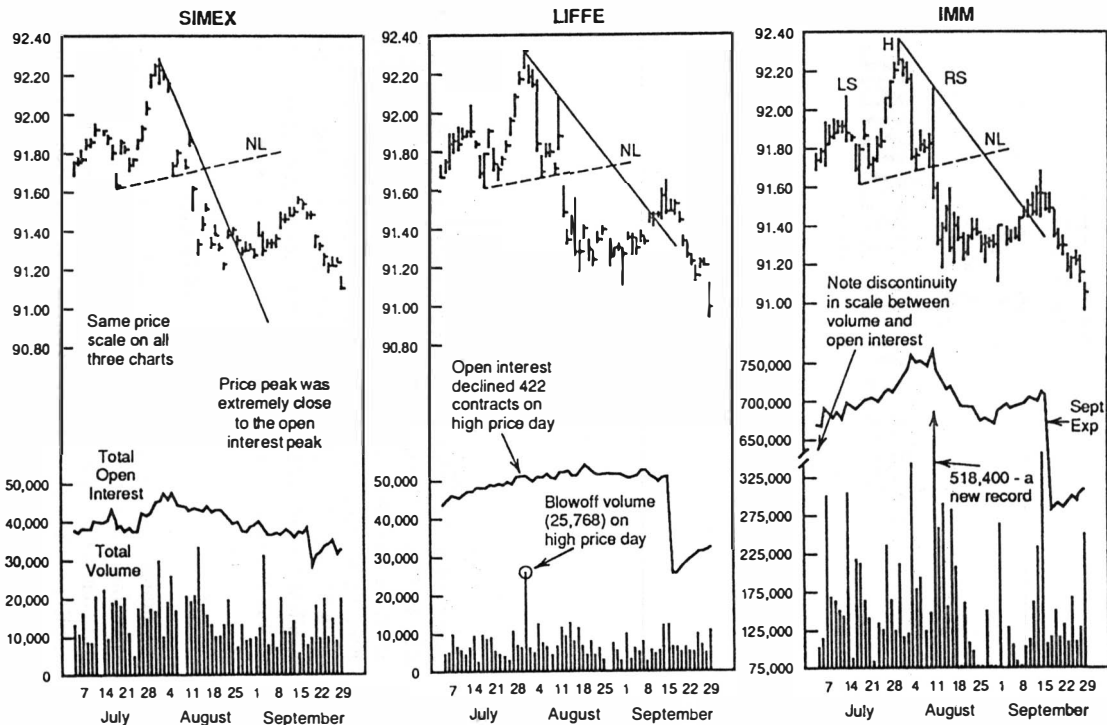 SIMEX
92.40
92.20
92.00
91.80
91.60
91.40
91.20
91.00
90.80
NL
Same price
scale on all
three charts
Price peak was
extremely close
to the open
interest peak
Total
Open
Interest
50,000
40,000
30,000
20,000
10,000
0
Total
Volume
7 14 21 28 4 11 18 25 1 8 15 22 29
July August September
LIFFE
92.40
92.20
92.00
91.80
91.60
91.40
91.20
91.00
90.80
NL
Open interest
declined 422
contracts on
high price day
50,000
40,000
30,000
20,000
10,000
0
Blowoff volume
(25,768) on
high price day
7 14 21 28 4 11 18 25 1 8 15 22 29
July August September
IMM
92.40
92.20
92.00
91.80
91.60
91.40
91.20
91.00
H
LS
RS
NL
Note discontinuity
in scale between
volume and
open interest
750,000
700,000
650,000
325,000
275,000
225,000
175,000
125,000
75,000
Sept
Exp
518,400 - a
new record
7 14 21 28 4 11 18 25 1 8 15 22 29
July August September